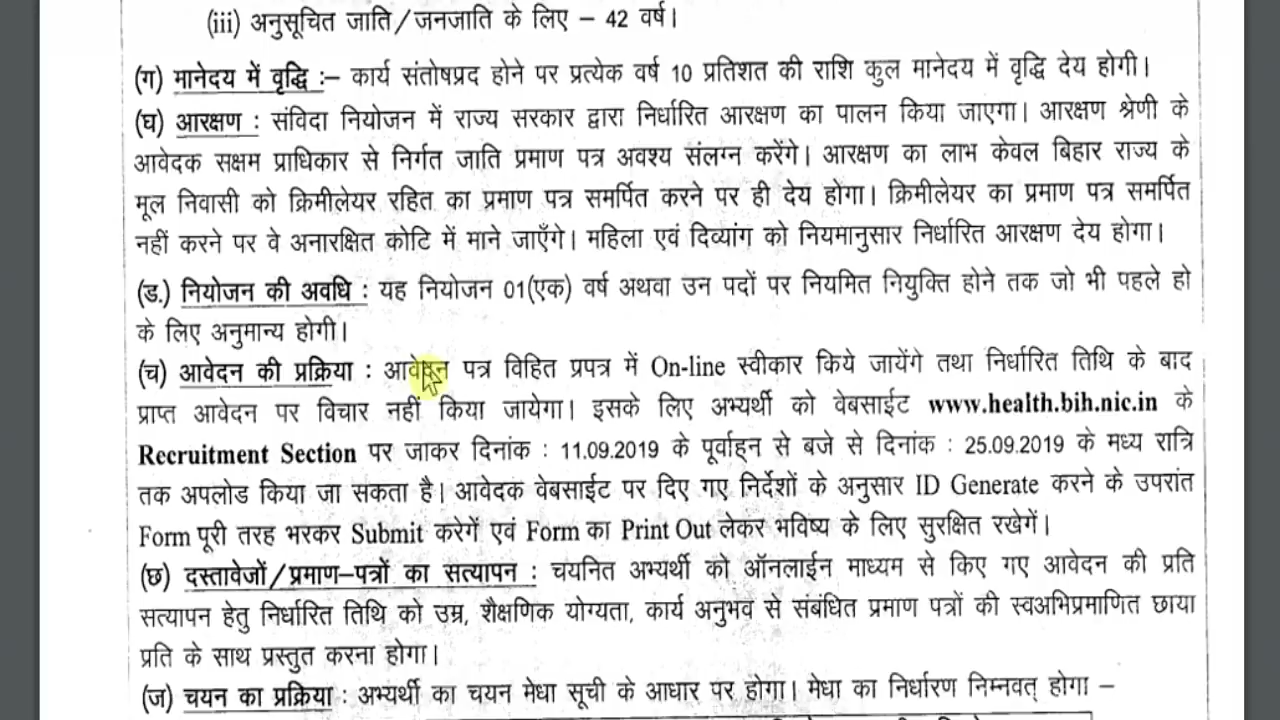 (iii) अनुसूचित जाति/जनजाति के लिए – 42 वर्ष।
(ग) मानेदय में वृद्धि :– कार्य संतोषप्रद होने पर प्रत्येक वर्ष 10 प्रतिशत की राशि कुल मानेदय में वृद्धि देय होगी।
(घ) आरक्षण : संविदा नियोजन में राज्य सरकार द्वारा निर्धारित आरक्षण का पालन किया जाएगा। आरक्षण श्रेणी के
आवेदक सक्षम प्राधिकार से निर्गत जाति प्रमाण पत्र अवश्य संलग्न करेंगे। आरक्षण का लाभ केवल बिहार राज्य के
मूल निवासी को क्रिमीलेयर रहित का प्रमाण पत्र समर्पित करने पर ही देय होगा। क्रिमीलेयर का प्रमाण पत्र समर्पित
नहीं करने पर वे अनारक्षित कोटि में माने जाएँगे। महिला एवं दिव्यांग को नियमानुसार निर्धारित आरक्षण देय होगा।
(ड.) नियोजन की अवधि : यह नियोजन 01(एक) वर्ष अथवा उन पदों पर नियमित नियुक्ति होने तक जो भी पहले हो
के लिए अनुमान्य होगी।
(च) आवेदन की प्रक्रिया : आवेदन पत्र विहित प्रपत्र में On-line स्वीकार किये जायेंगे तथा निर्धारित तिथि के बाद
प्राप्त आवेदन पर विचार नहीं किया जायेगा। इसके लिए अभ्यर्थी को वेबसाईट www.health.bih.nic.in के
Recruitment Section पर जाकर दिनांक : 11.09.2019 के पूर्वाह्न से बजे से दिनांक : 25.09.2019 के मध्य रात्रि
तक अपलोड किया जा सकता है। आवेदक वेबसाईट पर दिए गए निर्देशों के अनुसार ID Generate करने के उपरांत
Form पूरी तरह भरकर Submit करेगें एवं Form का Print Out लेकर भविष्य के लिए सुरक्षित रखेगें।
(छ) दस्तावेजों/प्रमाण–पत्रों का सत्यापन : चयनित अभ्यर्थी को ऑनलाईन माध्यम से किए गए आवेदन की प्रति
सत्यापन हेतु निर्धारित तिथि को उम्र, शैक्षणिक योग्यता, कार्य अनुभव से संबंधित प्रमाण पत्रों की स्वअभिप्रमाणित छाया
प्रति के साथ प्रस्तुत करना होगा।
(ज) चयन का प्रक्रिया : अभ्यर्थी का चयन मेधा सूची के आधार पर होगा। मेधा का निर्धारण निम्नवत् होगा –